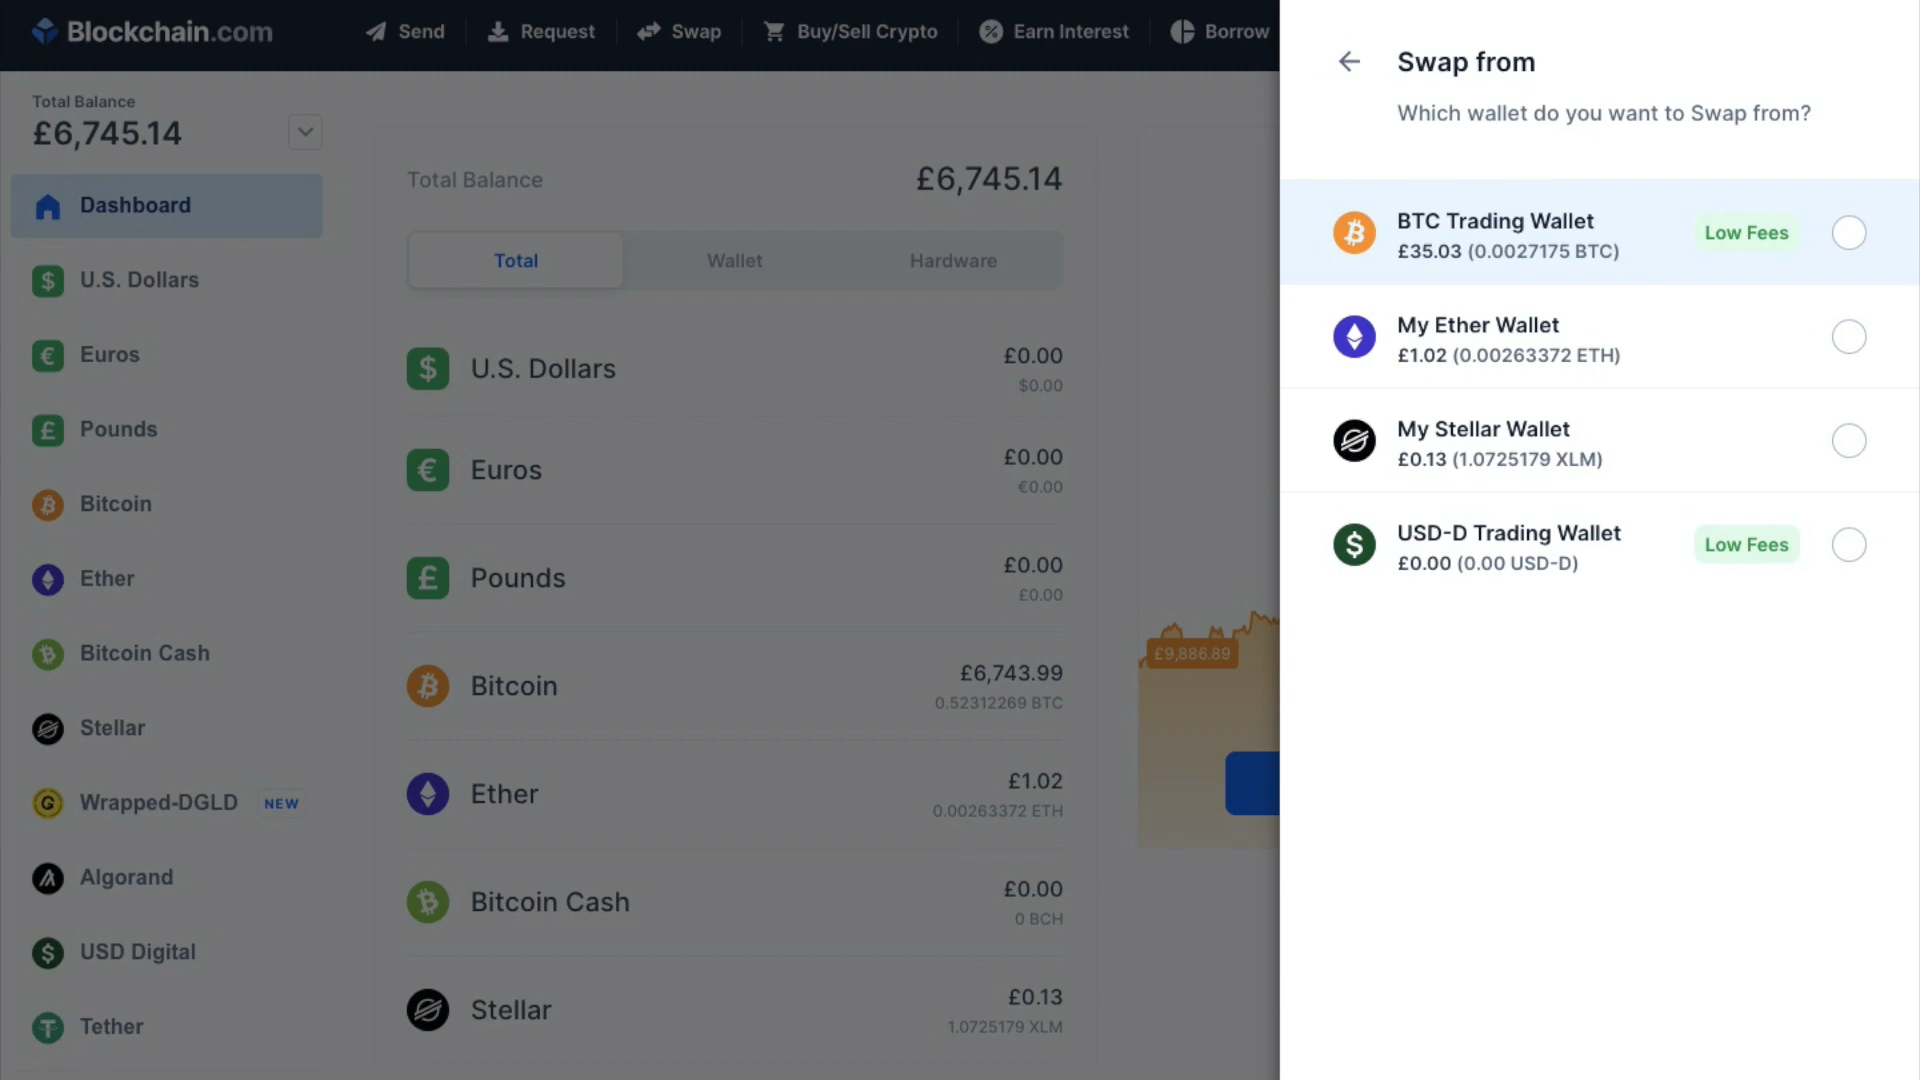 Blockchain.com
Send
Request
Swap
Buy/Sell Crypto
Earn Interest
Borrow
Total Balance
£6,745.14
Dashboard
U.S. Dollars
Euros
Pounds
Bitcoin
Ether
Bitcoin Cash
Stellar
Wrapped-DGLD NEW
Algorand
USD Digital
Tether
Total Balance £6,745.14
Total Wallet Hardware
U.S. Dollars
£0.00
$0.00
Euros
£0.00
€0.00
Pounds
£0.00
£0.00
Bitcoin
£6,743.99
0.52312269 BTC
Ether
£1.02
0.00263372 ETH
Bitcoin Cash
£0.00
0 BCH
Stellar
£0.13
1.0725179 XLM
£9,886.89
Swap from
Which wallet do you want to Swap from?
BTC Trading Wallet
£35.03 (0.0027175 BTC)
Low Fees
My Ether Wallet
£1.02 (0.00263372 ETH)
My Stellar Wallet
£0.13 (1.0725179 XLM)
USD-D Trading Wallet
£0.00 (0.00 USD-D)
Low Fees